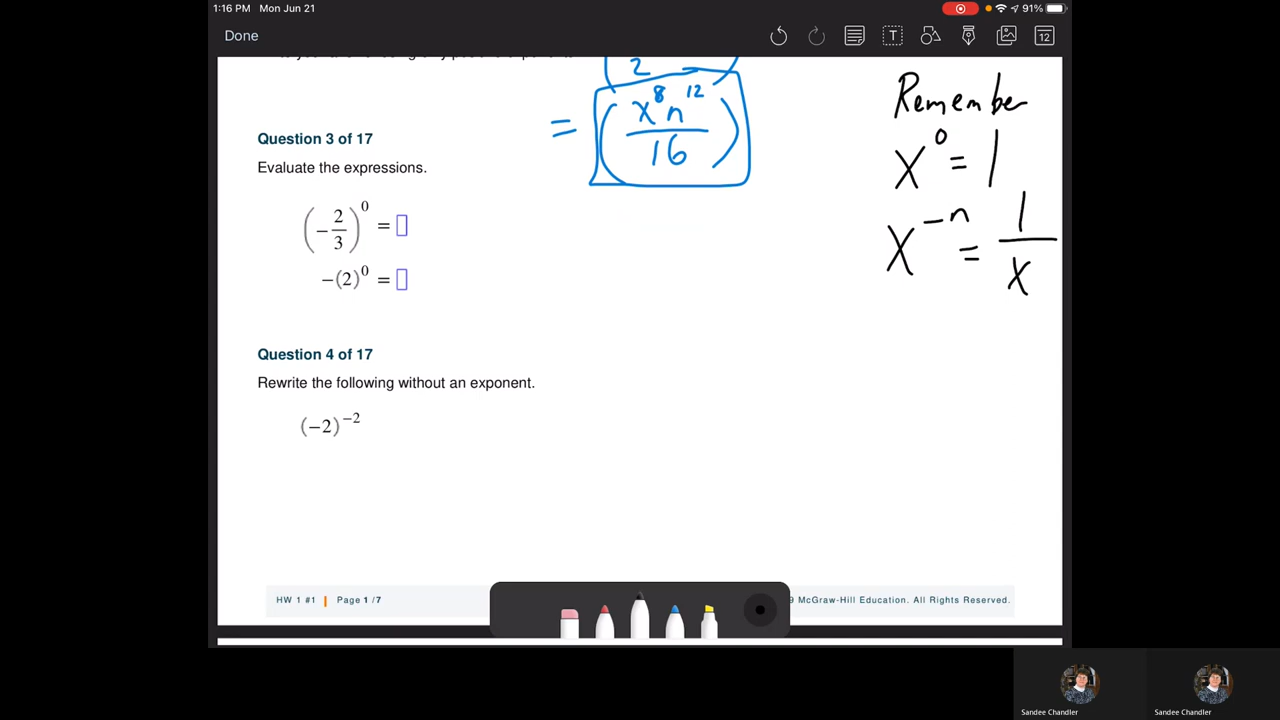 1:16 PM Mon Jun 21
91%
Done
T
12
2
= (x^8 n^12 / 16)
Remember
x^0 = 1
x^-n = 1/x
Question 3 of 17
Evaluate the expressions.
(-2/3)^0 =
-(2)^0 =
Question 4 of 17
Rewrite the following without an exponent.
(-2)^-2
HW 1 #1 | Page 1 /7
9 McGraw-Hill Education. All Rights Reserved.
Sandee Chandler
Sandee Chandler